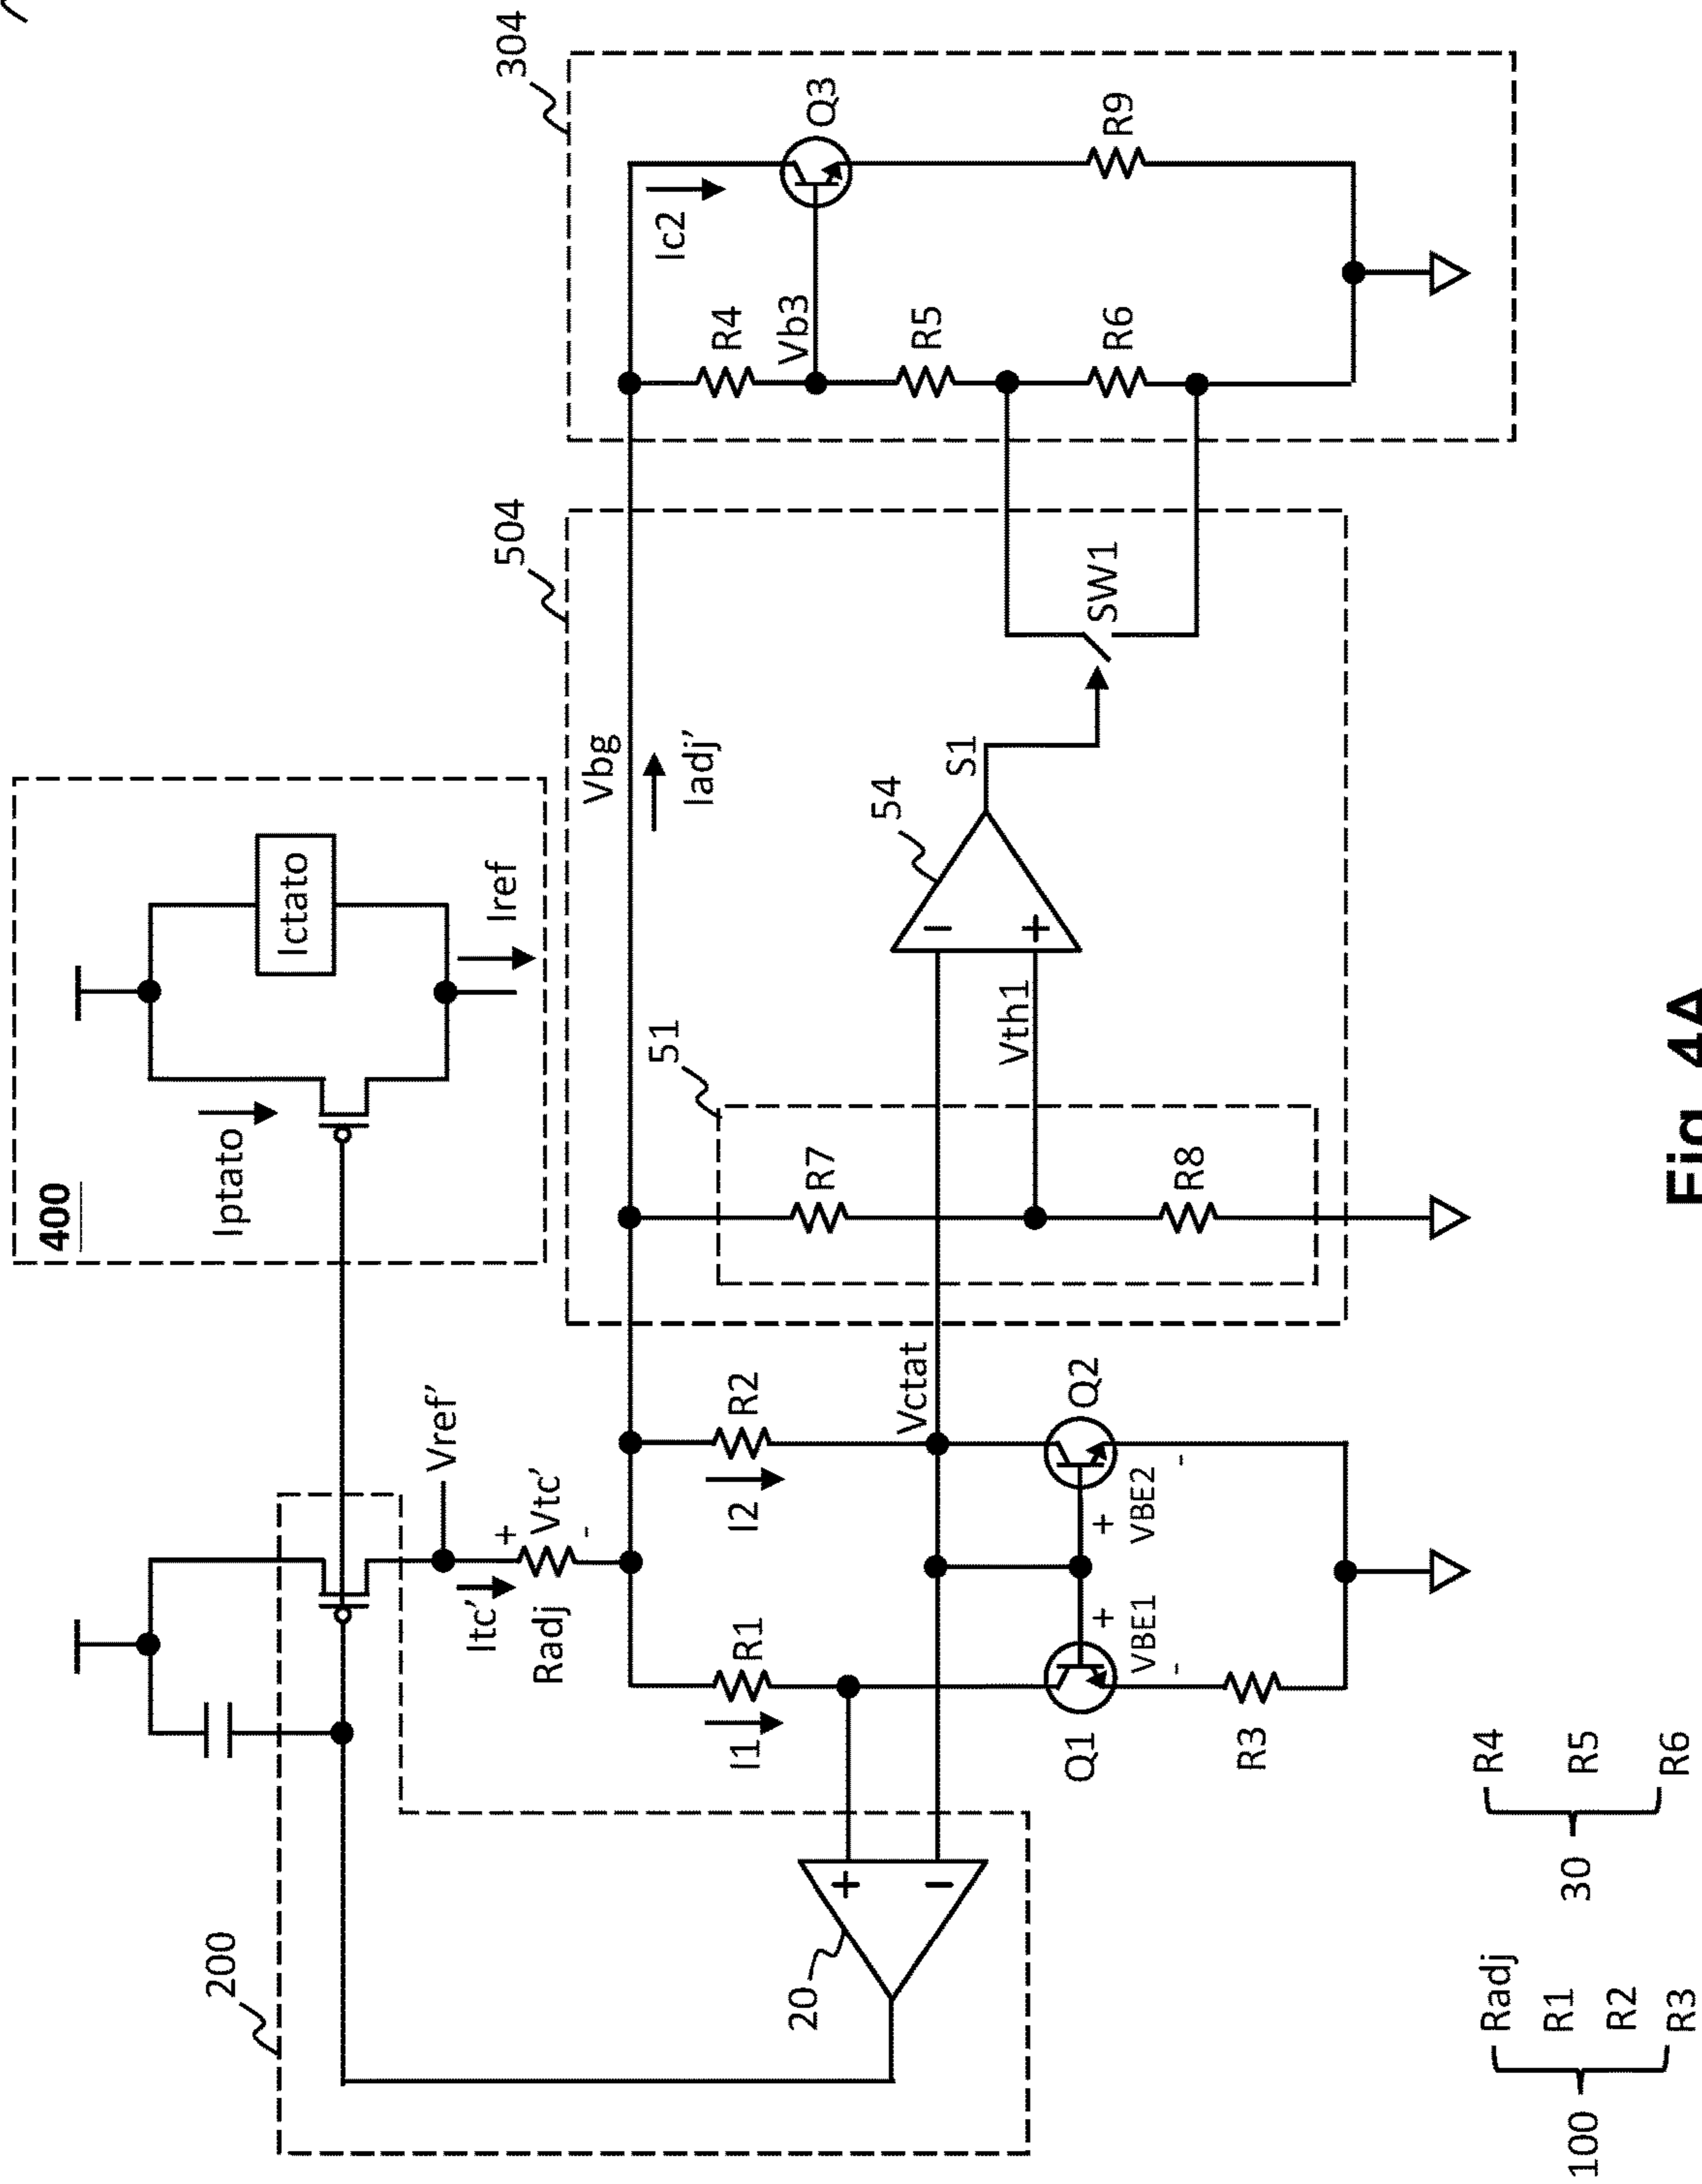 400
Iptato
Ictato
Iref
200
Itc'
Vref'
+
Vtc'
-
Radj
504
Vbg
Iadj'
304
Ic2
Q3
R1
I1
R2
I2
51
R7
R4
Vb3
R5
20
+
−
Vctat
54
−
+
S1
Vth1
SW1
R6
R9
Q1
+
VBE1
-
+
VBE2
-
Q2
R8
R3
100
Radj
R1
R2
R3
30
R4
R5
R6
Fig. 4A